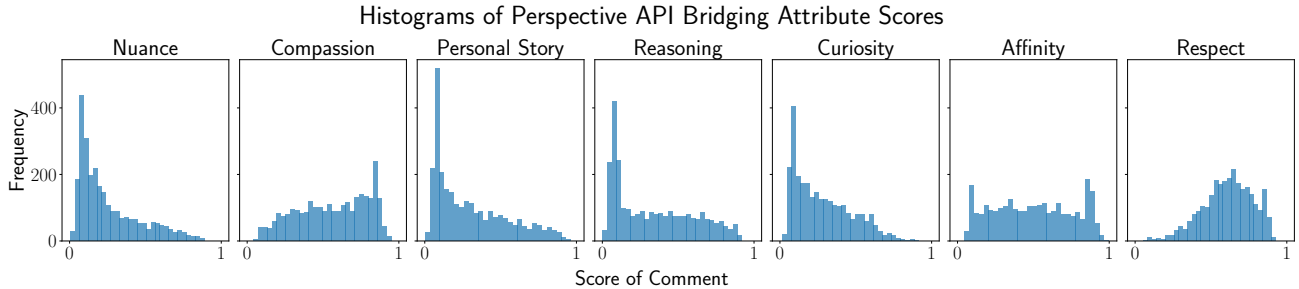 Histograms of Perspective API Bridging Attribute Scores
Nuance Compassion Personal Story Reasoning Curiosity Affinity Respect
400
200
0
Frequency
0 1 0 1 0 1 0 1 0 1 0 1 0 1
Score of Comment